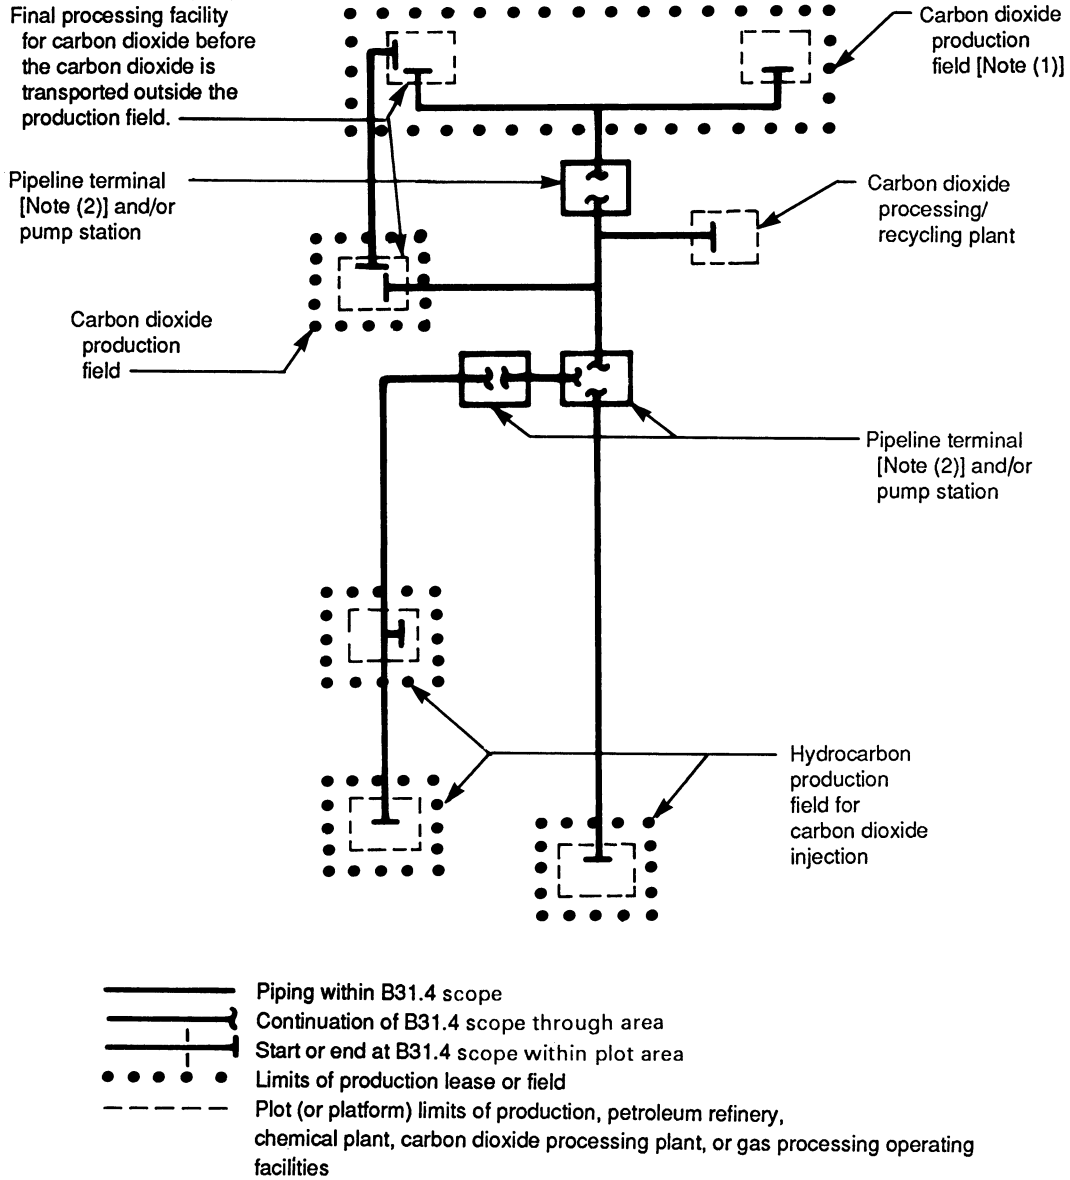 Final processing facility
for carbon dioxide before
the carbon dioxide is
transported outside the
production field.
Carbon dioxide
production
field [Note (1)]
Pipeline terminal
[Note (2)] and/or
pump station
Carbon dioxide
processing/
recycling plant
Carbon dioxide
production
field
Pipeline terminal
[Note (2)] and/or
pump station
Hydrocarbon
production
field for
carbon dioxide
injection
Piping within B31.4 scope
Continuation of B31.4 scope through area
Start or end at B31.4 scope within plot area
Limits of production lease or field
Plot (or platform) limits of production, petroleum refinery,
chemical plant, carbon dioxide processing plant, or gas processing operating
facilities